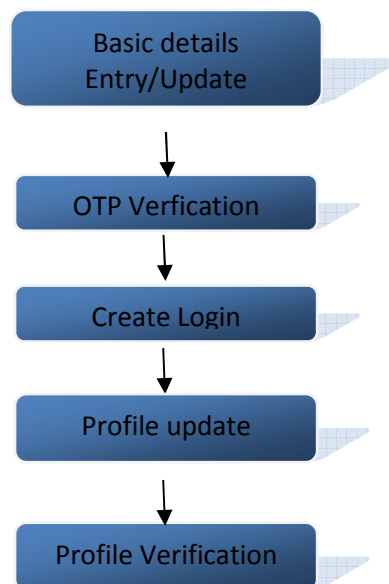 Basic details
Entry/Update
OTP Verfication
Create Login
Profile update
Profile Verification